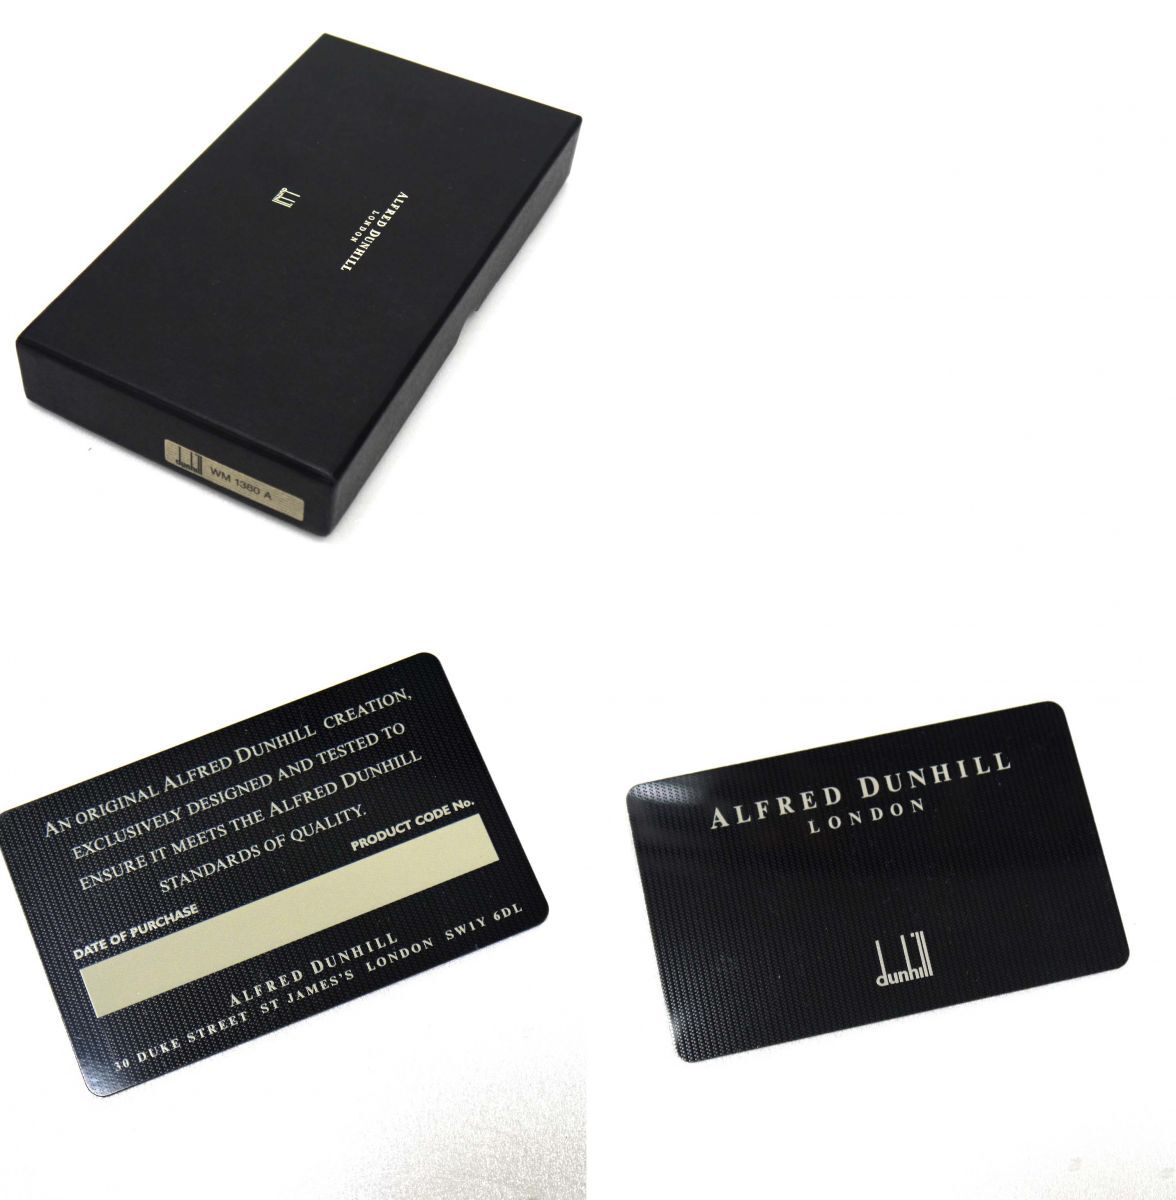 dunhill
ALFRED DUNHILL
LONDON
dunhill WM 1380 A
AN ORIGINAL ALFRED DUNHILL CREATION,
EXCLUSIVELY DESIGNED AND TESTED TO
ENSURE IT MEETS THE ALFRED DUNHILL
STANDARDS OF QUALITY.
DATE OF PURCHASE PRODUCT CODE No.
ALFRED DUNHILL
30 DUKE STREET ST JAMES'S LONDON SW1Y 6DL
ALFRED DUNHILL
LONDON
dunhill